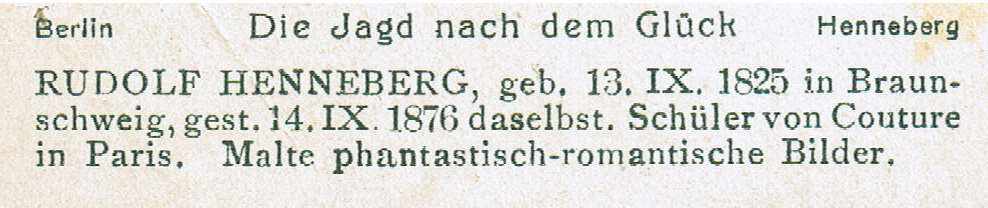 Berlin Die Jagd nach dem Glück Henneberg
RUDOLF HENNEBERG, geb. 13. IX. 1825 in Braun-
schweig, gest. 14. IX. 1876 daselbst. Schüler von Couture
in Paris. Malte phantastisch-romantische Bilder.